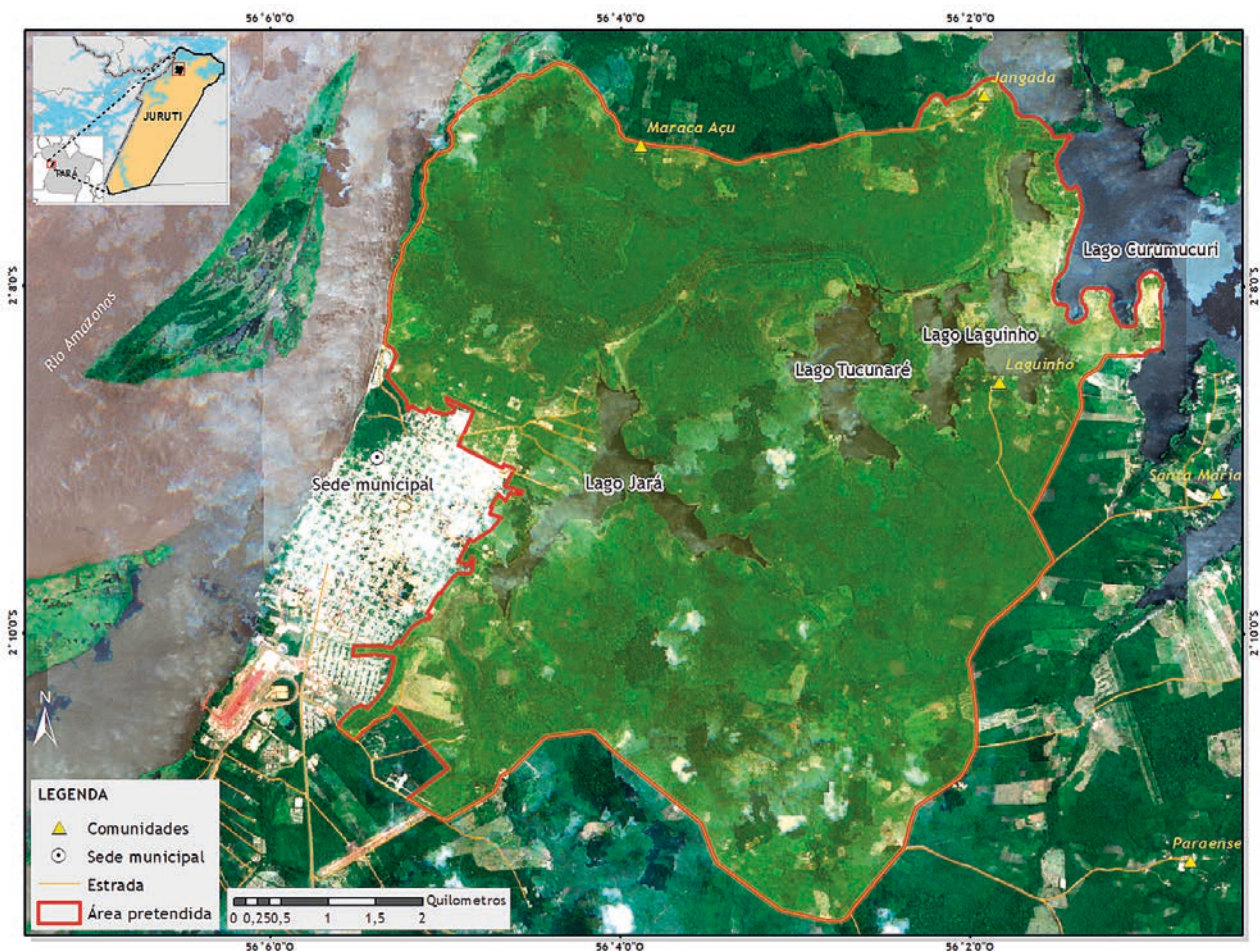 56°6'0"O 56°4'0"O 56°2'0"O
JURUTI
PARÁ
Jangada
Maraca Açu
Lago Curumucuri
2°8'0"S 2°8'0"S
Rio Amazonas
Lago Laguinho
Lago Tucunaré
Laguinho
Sede municipal
Lago Jará
Santa Maria
2°10'0"S 2°10'0"S
N
Paraense
LEGENDA
Comunidades
Sede municipal
Estrada
Área pretendida
Quilometros
0 0,25 0,5 1 1,5 2
56°6'0"O 56°4'0"O 56°2'0"O